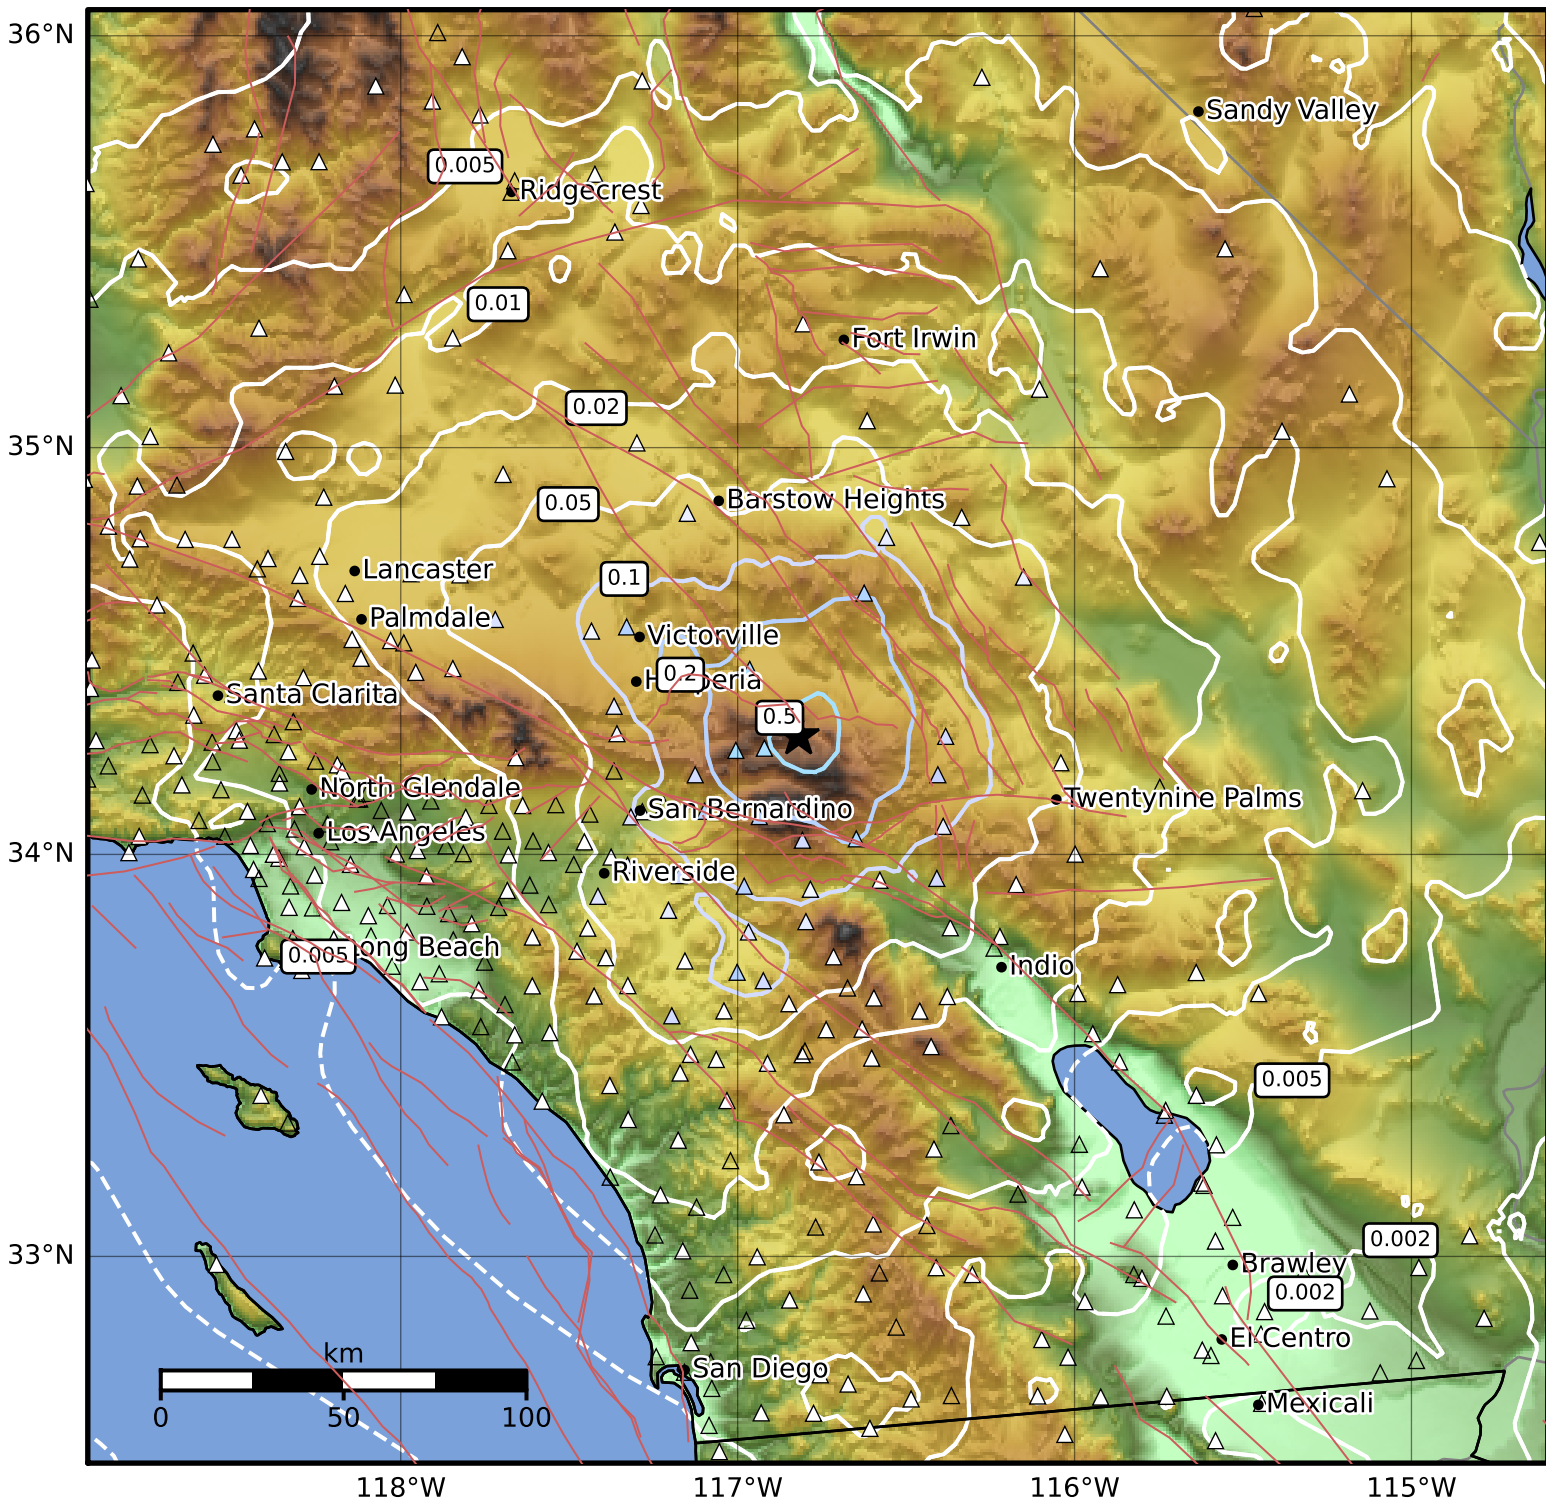 36°N
Sandy Valley
0.005
Ridgecrest
0.01
Fort Irwin
0.02
35°N
0.05
Barstow Heights
Lancaster
0.1
Palmdale
Victorville
0.2
Santa Clarita
0.5
North Glendale
San Bernardino
Twentynine Palms
Los Angeles
34°N
Riverside
0.005
ong Beach
Indio
0.005
0.002
33°N
Brawley
0.002
El Centro
km
San Diego
Mexicali
0 50 100
118°W 117°W 116°W 115°W